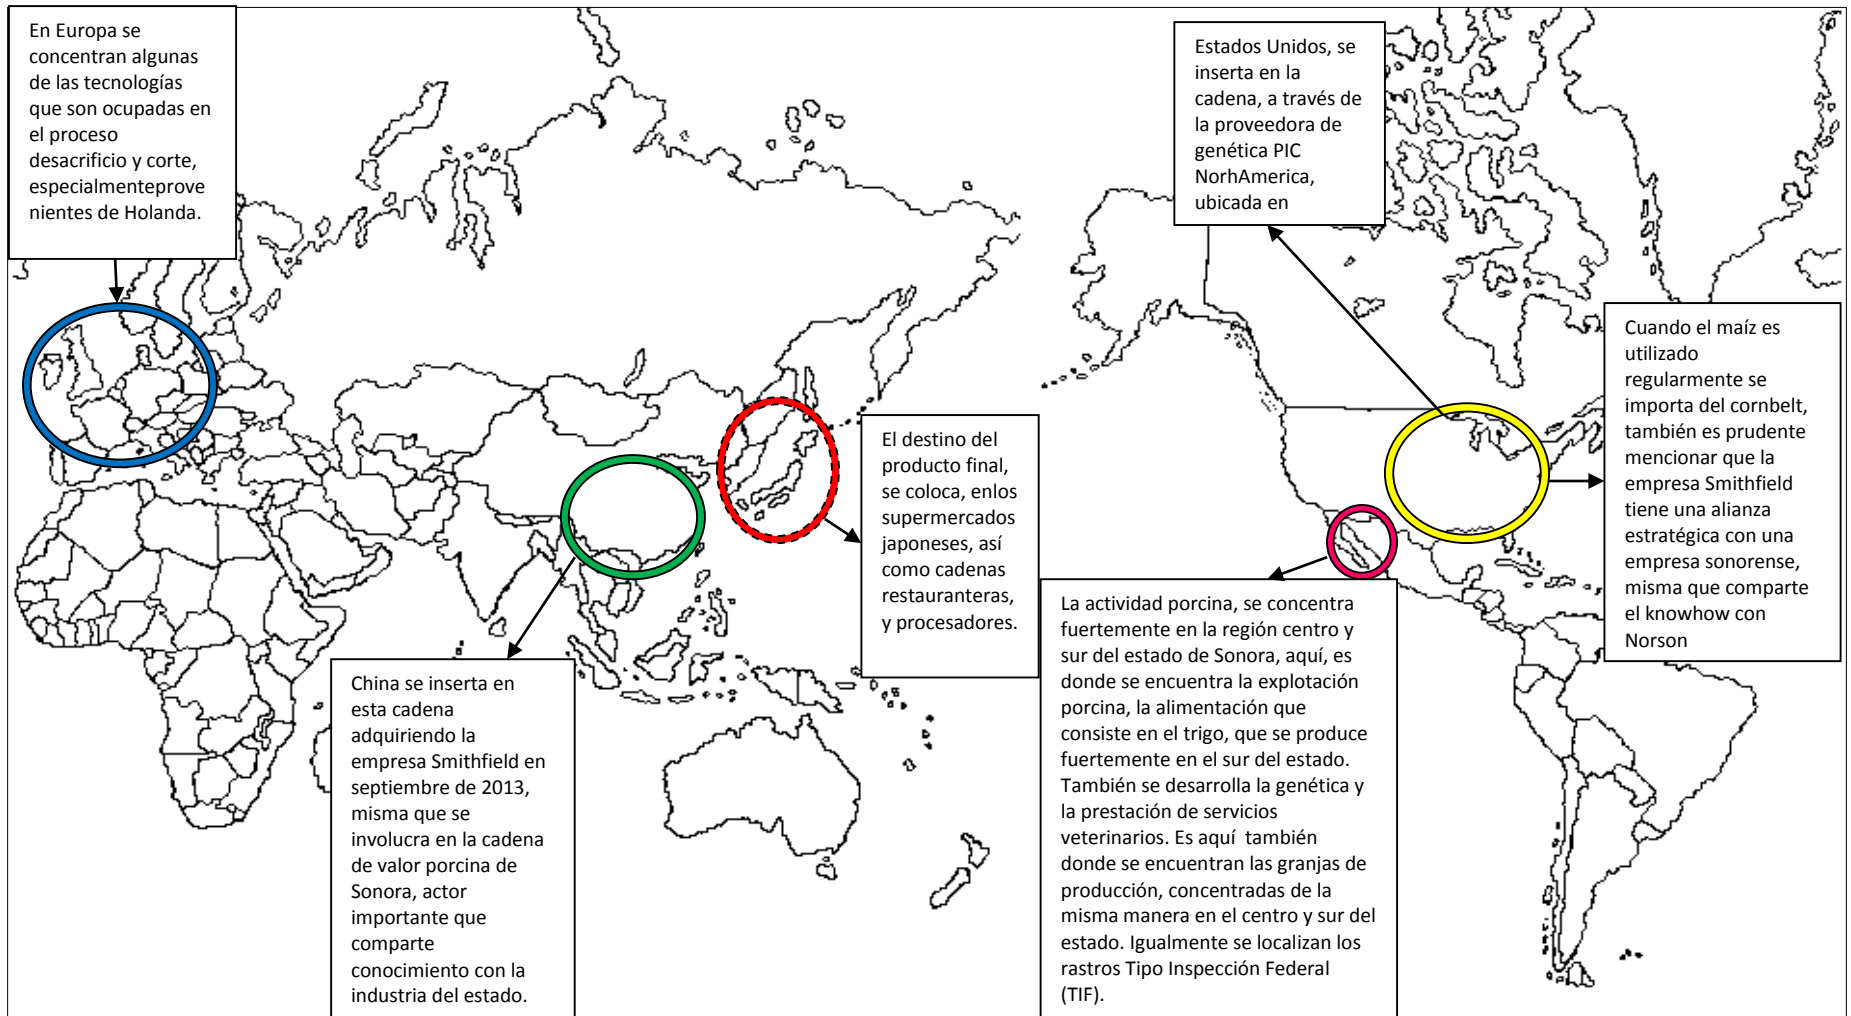 En Europa se
concentran algunas
de las tecnologías
que son ocupadas en
el proceso
desacrificio y corte,
especialmenteprove
nientes de Holanda.
Estados Unidos, se
inserta en la
cadena, a través de
la proveedora de
genética PIC
NorhAmerica,
ubicada en
Cuando el maíz es
utilizado
regularmente se
importa del cornbelt,
también es prudente
mencionar que la
empresa Smithfield
tiene una alianza
estratégica con una
empresa sonorense,
misma que comparte
el knowhow con
Norson
El destino del
producto final,
se coloca, enlos
supermercados
japoneses, así
como cadenas
restauranteras,
y procesadores.
La actividad porcina, se concentra
fuertemente en la región centro y
sur del estado de Sonora, aquí, es
donde se encuentra la explotación
porcina, la alimentación que
consiste en el trigo, que se produce
fuertemente en el sur del estado.
También se desarrolla la genética y
la prestación de servicios
veterinarios. Es aquí  también
donde se encuentran las granjas de
producción, concentradas de la
misma manera en el centro y sur del
estado. Igualmente se localizan los
rastros Tipo Inspección Federal
(TIF).
China se inserta en
esta cadena
adquiriendo la
empresa Smithfield en
septiembre de 2013,
misma que se
involucra en la cadena
de valor porcina de
Sonora, actor
importante que
comparte
conocimiento con la
industria del estado.